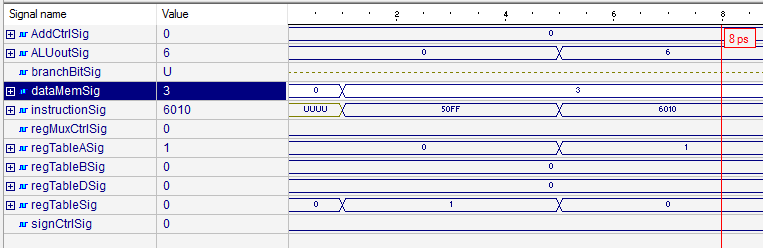 Signal name Value 2 4 6 8
AddCtrlSig 0 0
8 ps
ALUoutSig 6 0 6
branchBitSig U
dataMemSig 3 0 3
instructionSig 6010 UUUU 50FF 6010
regMuxCtrlSig 0
regTableASig 1 0 1
regTableBSig 0 0
regTableDSig 0 0
regTableSig 0 0 1 0
signCtrlSig 0